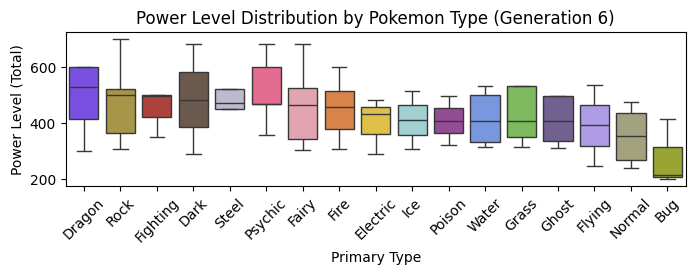 Power Level Distribution by Pokemon Type (Generation 6)
Power Level (Total)
600
400
200
Dragon
Rock
Fighting
Dark
Steel
Psychic
Fairy
Fire
Electric
Ice
Poison
Water
Grass
Ghost
Flying
Normal
Bug
Primary Type